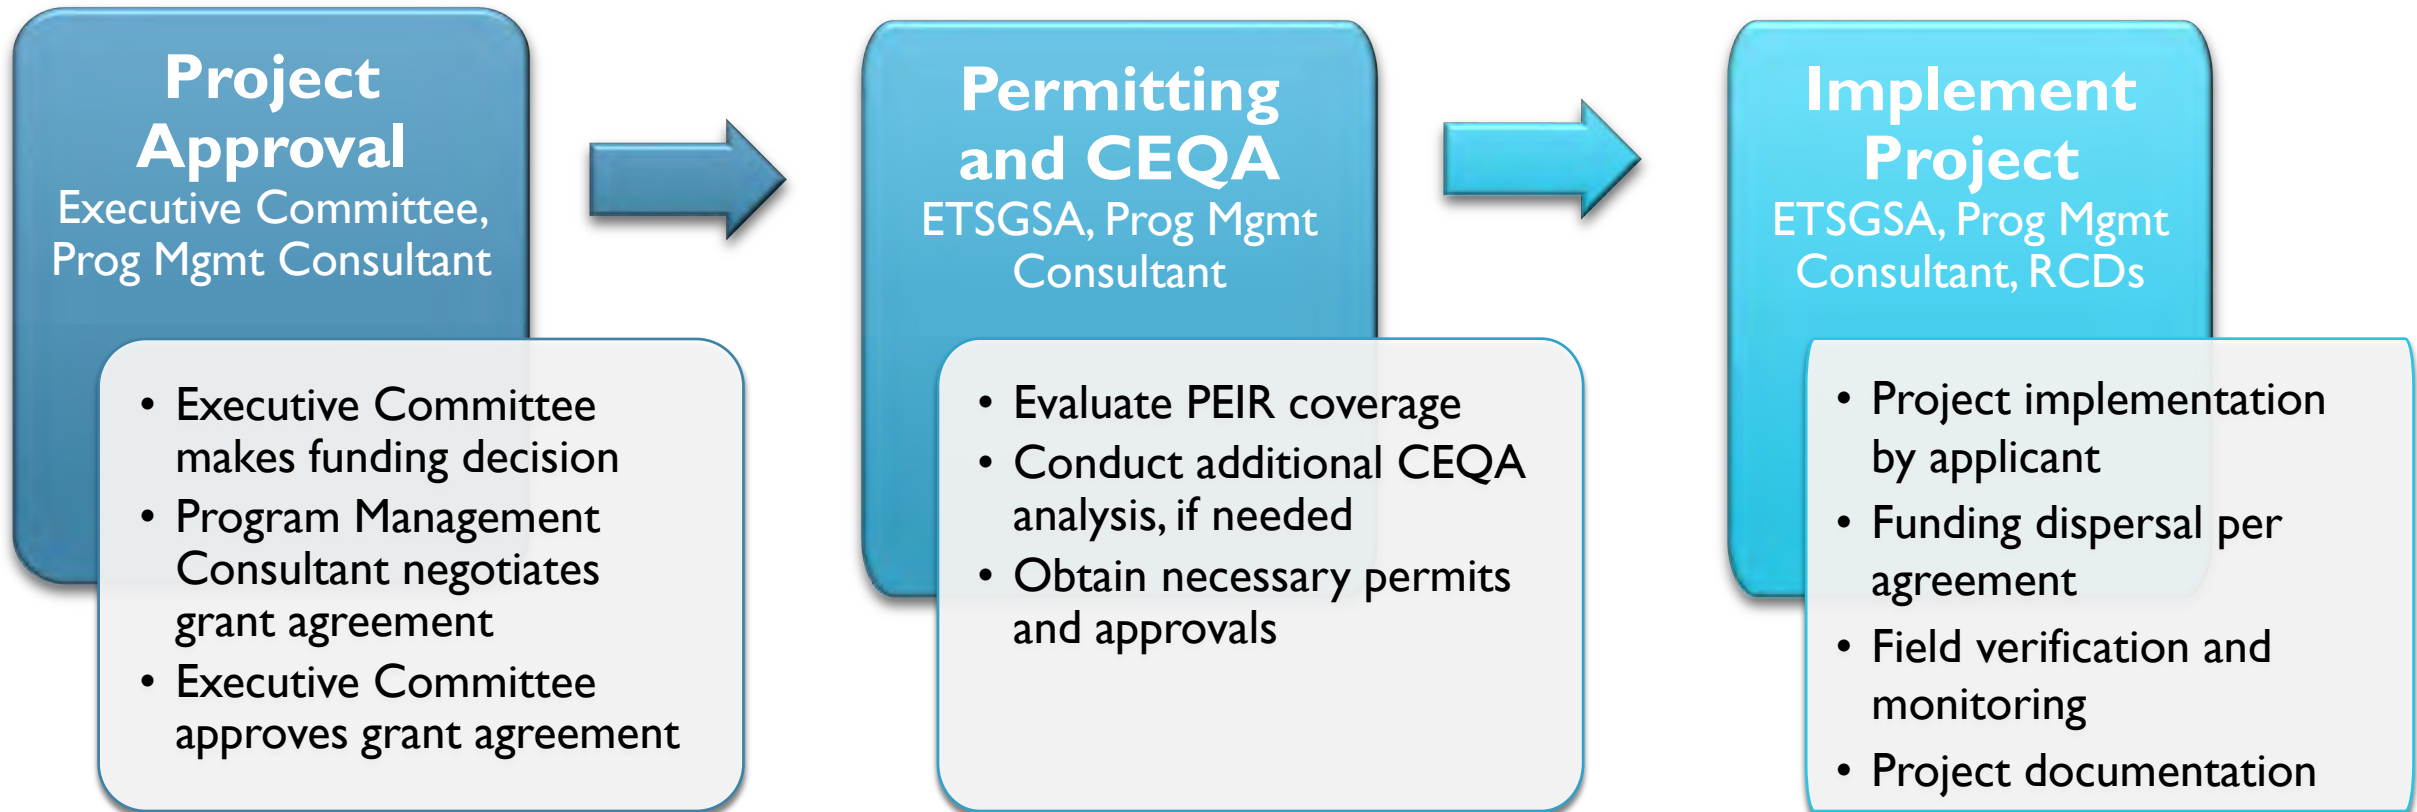 Project
Approval
Executive Committee,
Prog Mgmt Consultant
• Executive Committee
makes funding decision
• Program Management
Consultant negotiates
grant agreement
• Executive Committee
approves grant agreement
Permitting
and CEQA
ETSGSA, Prog Mgmt
Consultant
• Evaluate PEIR coverage
• Conduct additional CEQA
analysis, if needed
• Obtain necessary permits
and approvals
Implement
Project
ETSGSA, Prog Mgmt
Consultant, RCDs
• Project implementation
by applicant
• Funding dispersal per
agreement
• Field verification and
monitoring
• Project documentation